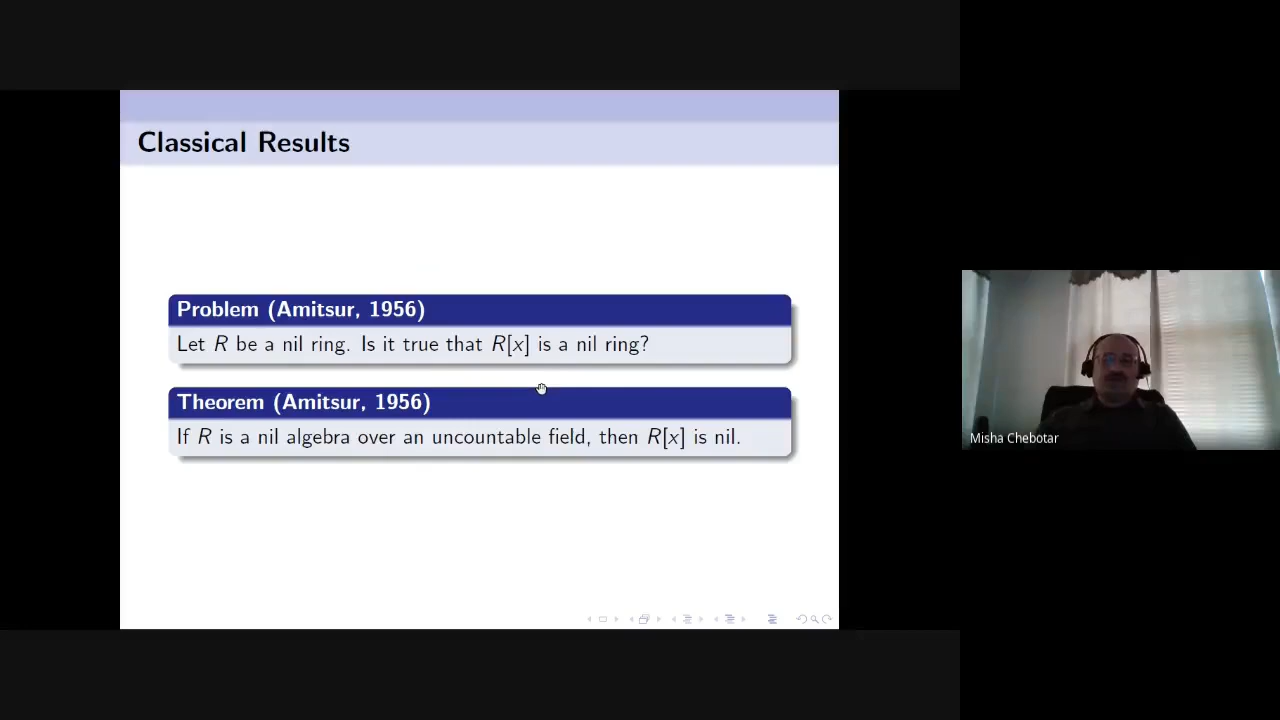 Classical Results
Problem (Amitsur, 1956)
Let R be a nil ring. Is it true that R[x] is a nil ring?
Theorem (Amitsur, 1956)
If R is a nil algebra over an uncountable field, then R[x] is nil.
Misha Chebotar